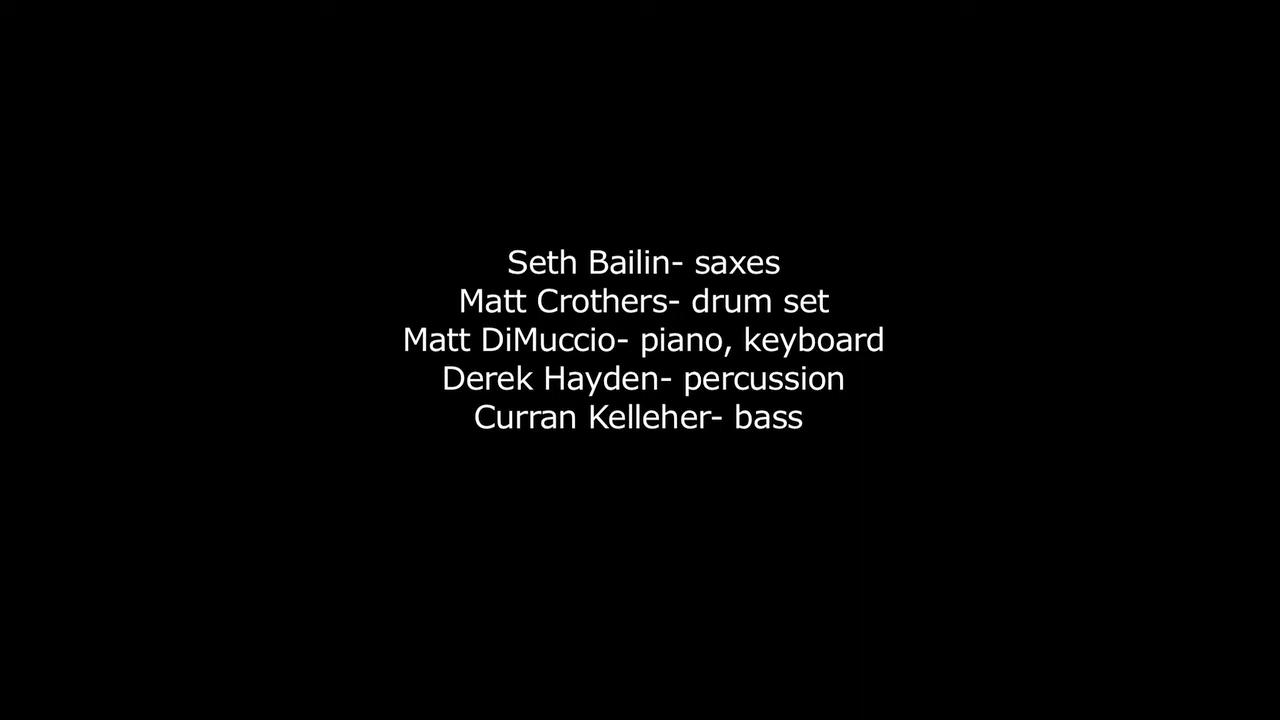 Seth Bailin- saxes
Matt Crothers- drum set
Matt DiMuccio- piano, keyboard
Derek Hayden- percussion
Curran Kelleher- bass